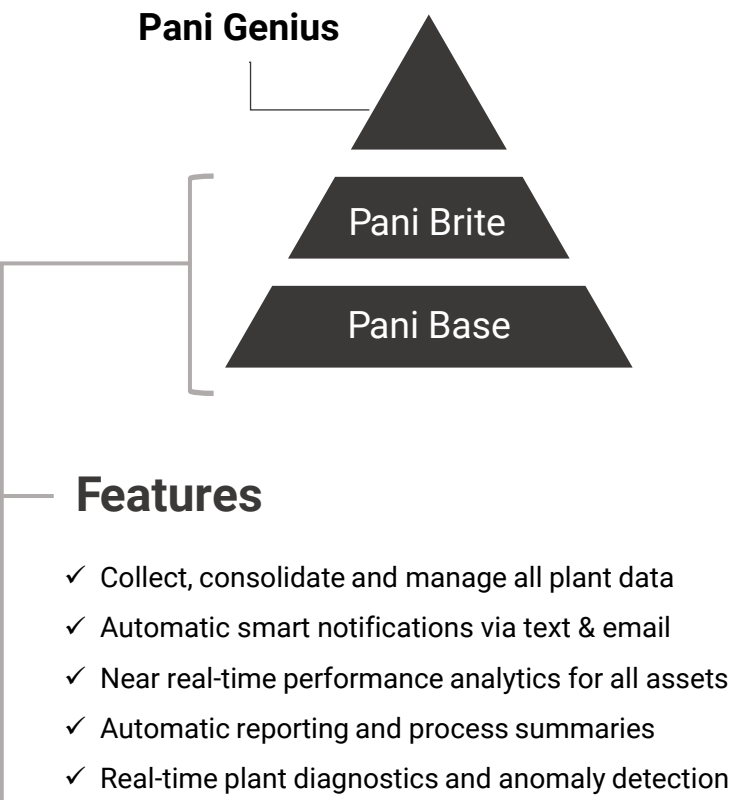 Pani Genius
Pani Brite
Pani Base
Features
✓ Collect, consolidate and manage all plant data
✓ Automatic smart notifications via text & email
✓ Near real-time performance analytics for all assets
✓ Automatic reporting and process summaries
✓ Real-time plant diagnostics and anomaly detection